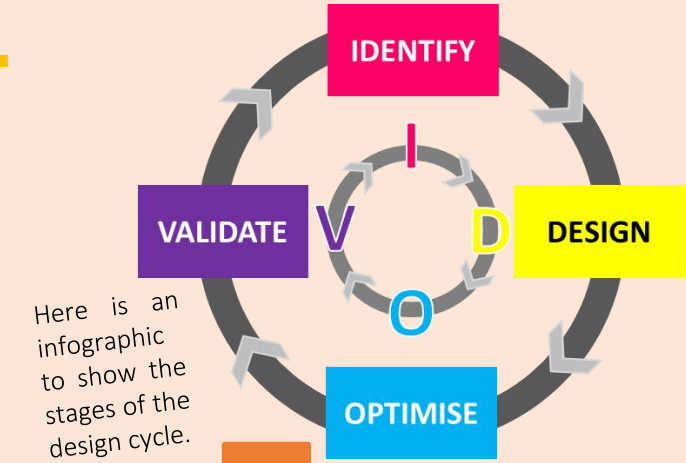 IDENTIFY
I
VALIDATE
V
D
DESIGN
O
OPTIMISE
Here is an
infographic
to show the
stages of the
design cycle.